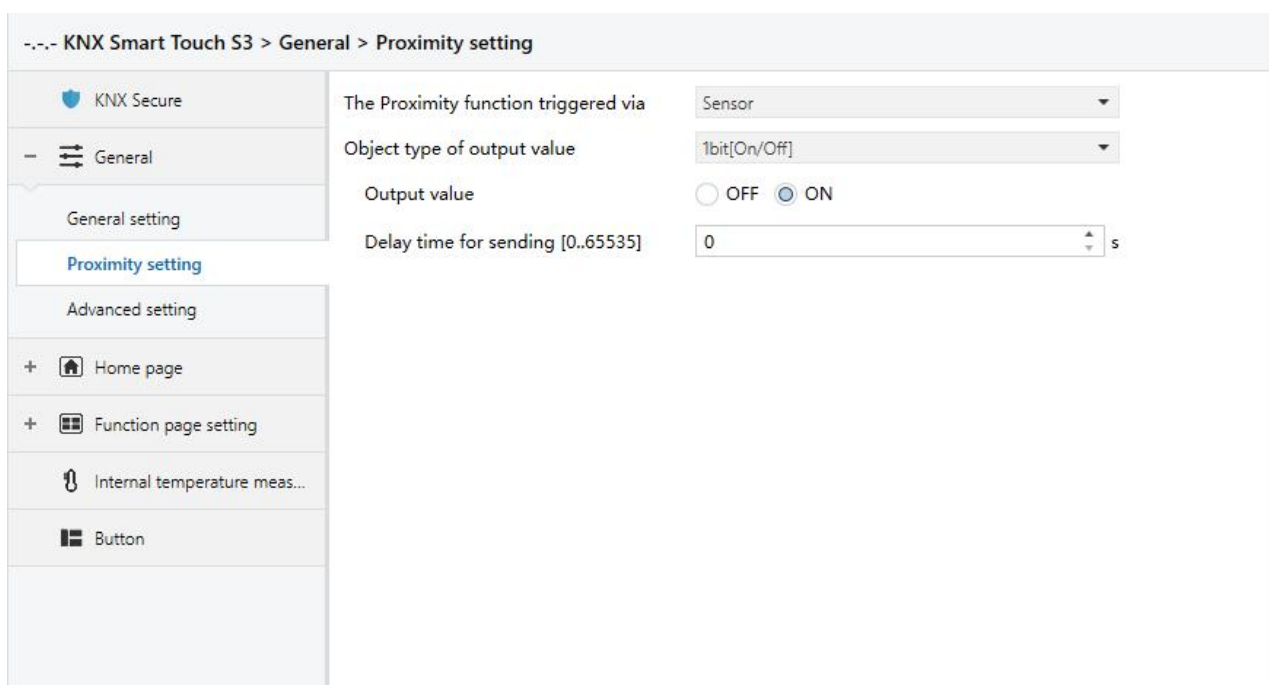 -.-.- KNX Smart Touch S3 > General > Proximity setting
KNX Secure
General
General setting
Proximity setting
Advanced setting
Home page
Function page setting
Internal temperature meas...
Button
The Proximity function triggered via Sensor
Object type of output value 1bit[On/Off]
Output value OFF ON
Delay time for sending [0..65535] 0 s